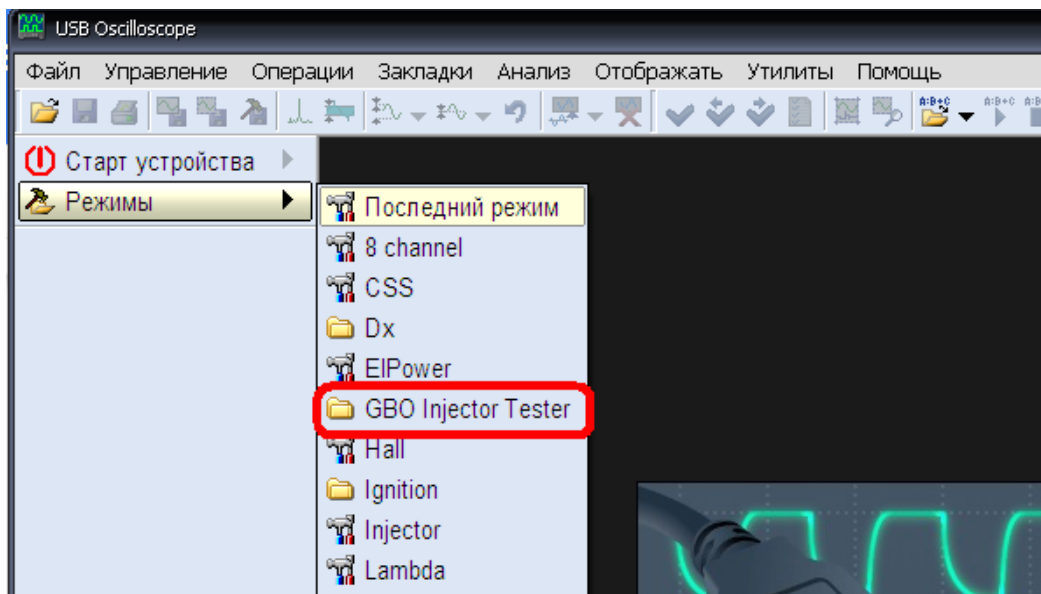 USB Oscilloscope
Файл Управление Операции Закладки Анализ Отображать Утилиты Помощь
A:B+C A:B+C A:B
Старт устройства
Режимы
Последний режим
8 channel
CSS
Dx
ElPower
GBO Injector Tester
Hall
Ignition
Injector
Lambda